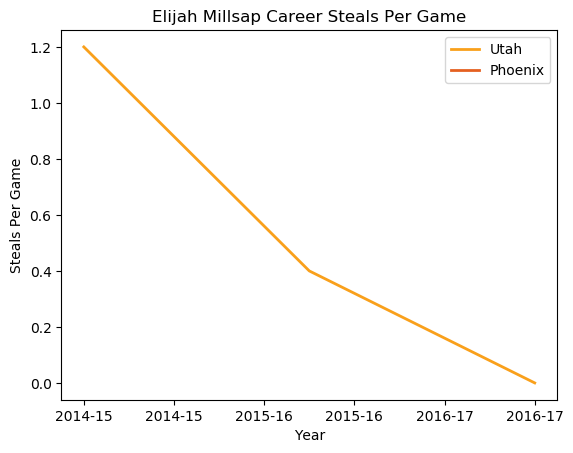 Elijah Millsap Career Steals Per Game
Utah
Phoenix
1.2
1.0
0.8
0.6
0.4
0.2
0.0
Steals Per Game
2014-15 2014-15 2015-16 2015-16 2016-17 2016-17
Year